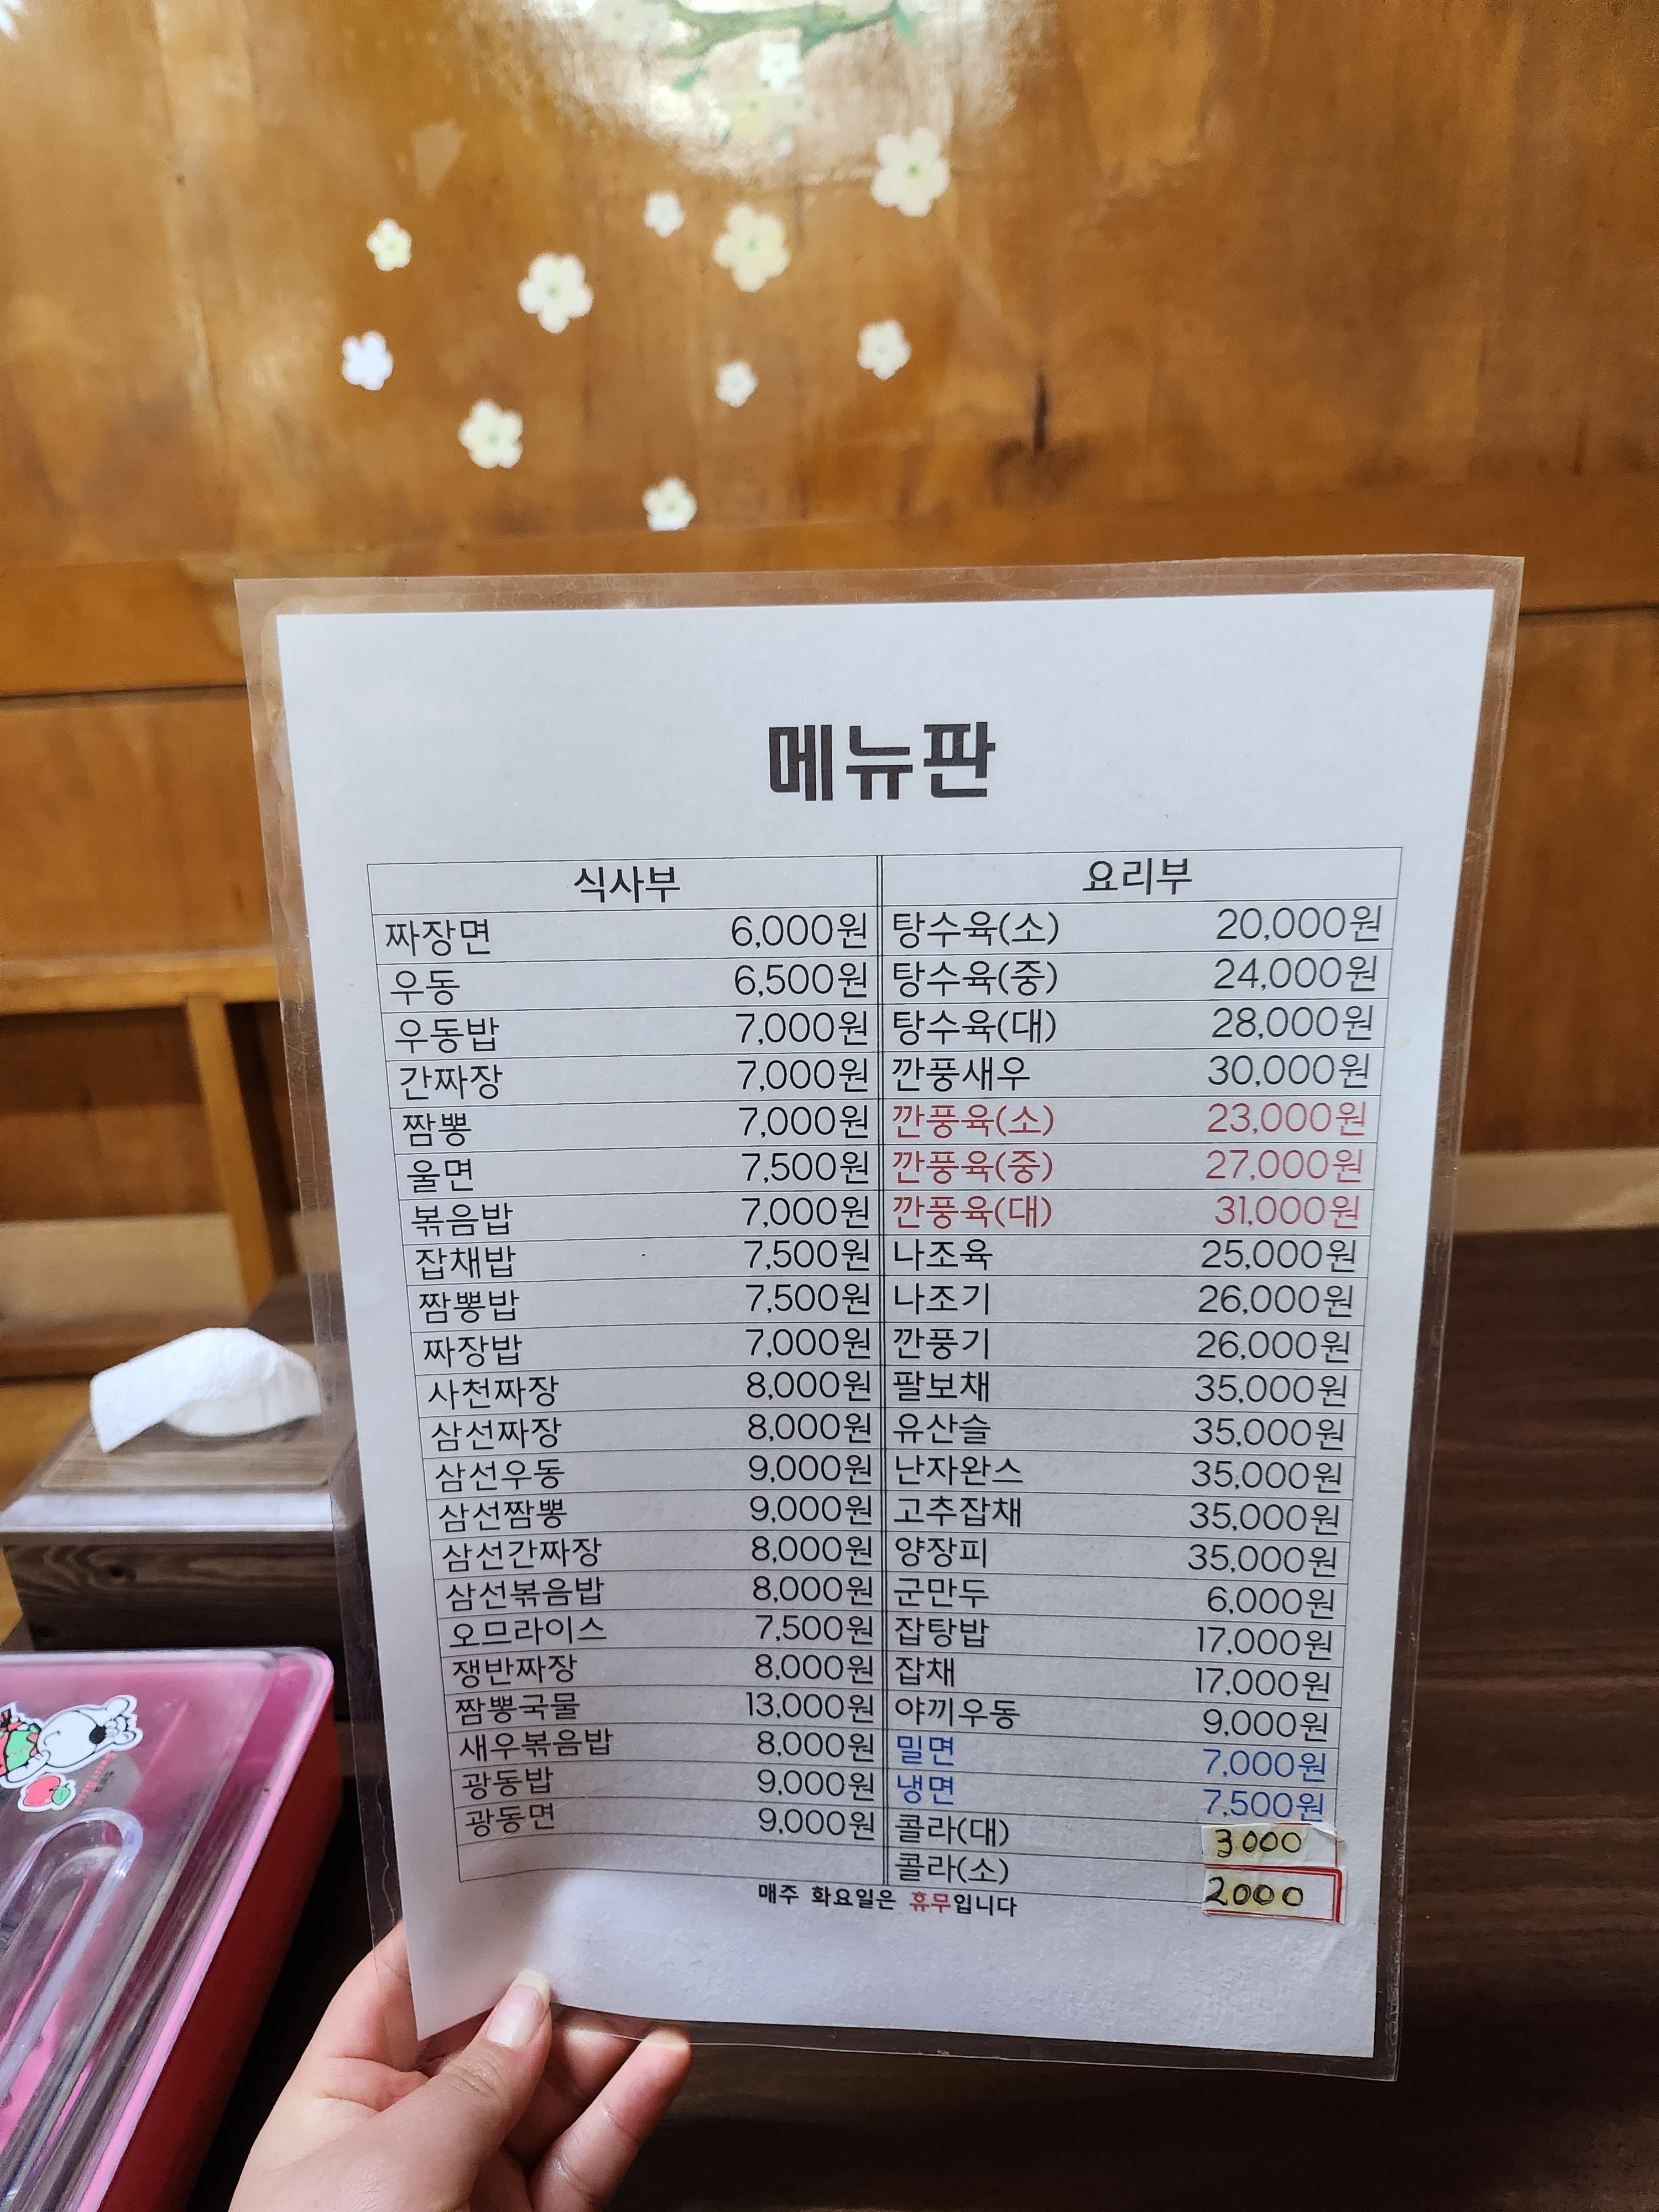 메뉴판
식사부 요리부
짜장면 6,000원 탕수육(소) 20,000원
우동 6,500원 탕수육(중) 24,000원
우동밥 7,000원 탕수육(대) 28,000원
간짜장 7,000원 깐풍새우 30,000원
짬뽕 7,000원 깐풍육(소) 23,000원
울면 7,500원 깐풍육(중) 27,000원
볶음밥 7,000원 깐풍육(대) 31,000원
잡채밥 7,500원 나조육 25,000원
짬뽕밥 7,500원 나조기 26,000원
짜장밥 7,000원 깐풍기 26,000원
사천짜장 8,000원 팔보채 35,000원
삼선짜장 8,000원 유산슬 35,000원
삼선우동 9,000원 난자완스 35,000원
삼선짬뽕 9,000원 고추잡채 35,000원
삼선간짜장 8,000원 양장피 35,000원
삼선볶음밥 8,000원 군만두 6,000원
오므라이스 7,500원 잡탕밥 17,000원
쟁반짜장 8,000원 잡채 17,000원
짬뽕국물 13,000원 야끼우동 9,000원
새우볶음밥 8,000원 밀면 7,000원
광동밥 9,000원 냉면 7,500원
광동면 9,000원 콜라(대) 3000
콜라(소) 2000
매주 화요일은 휴무입니다